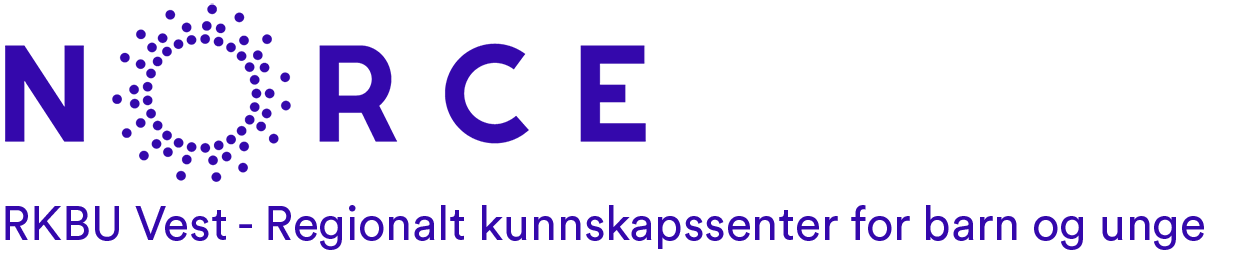 NORCE
RKBU Vest - Regionalt kunnskapssenter for barn og unge